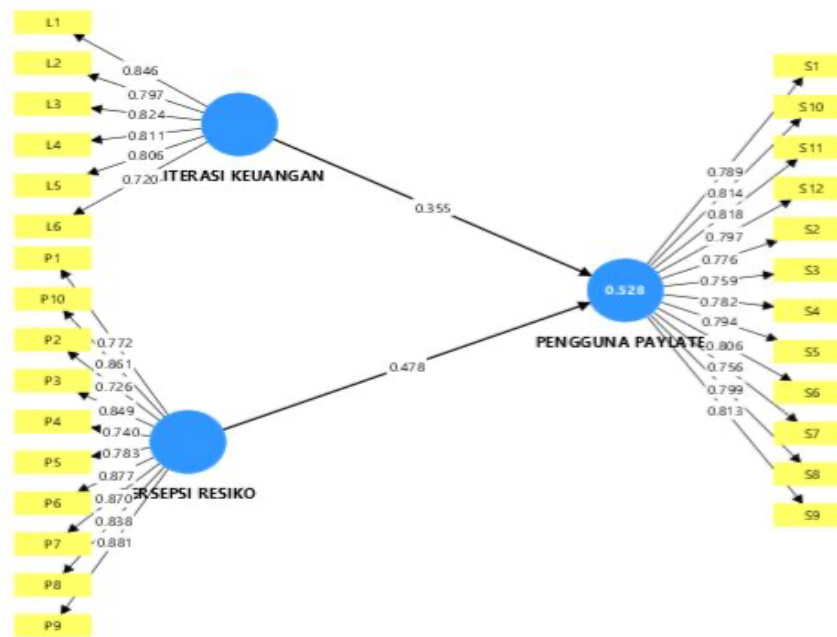 L1
L2
L3
L4
L5
L6
0.846
0.797
0.824
0.811
0.806
0.720
ITERASI KEUANGAN
0.355
P1
P10
P2
P3
P4
P5
P6
P7
P8
P9
0.772
0.861
0.726
0.849
0.740
0.783
0.877
0.870
0.838
0.881
ERSEPSI RESIKO
0.478
0.528
PENGGUNA PAYLATE
0.789
0.814
0.818
0.797
0.776
0.759
0.782
0.794
0.806
0.756
0.799
0.813
S1
S10
S11
S12
S2
S3
S4
S5
S6
S7
S8
S9